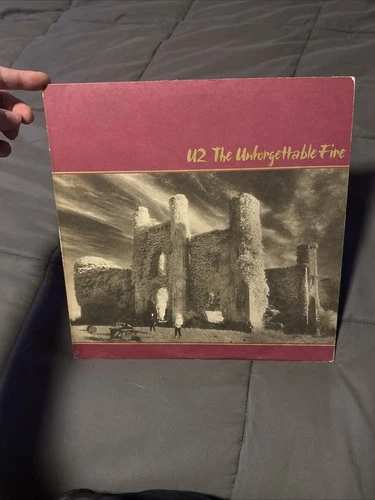 U2 The Unforgettable Fire